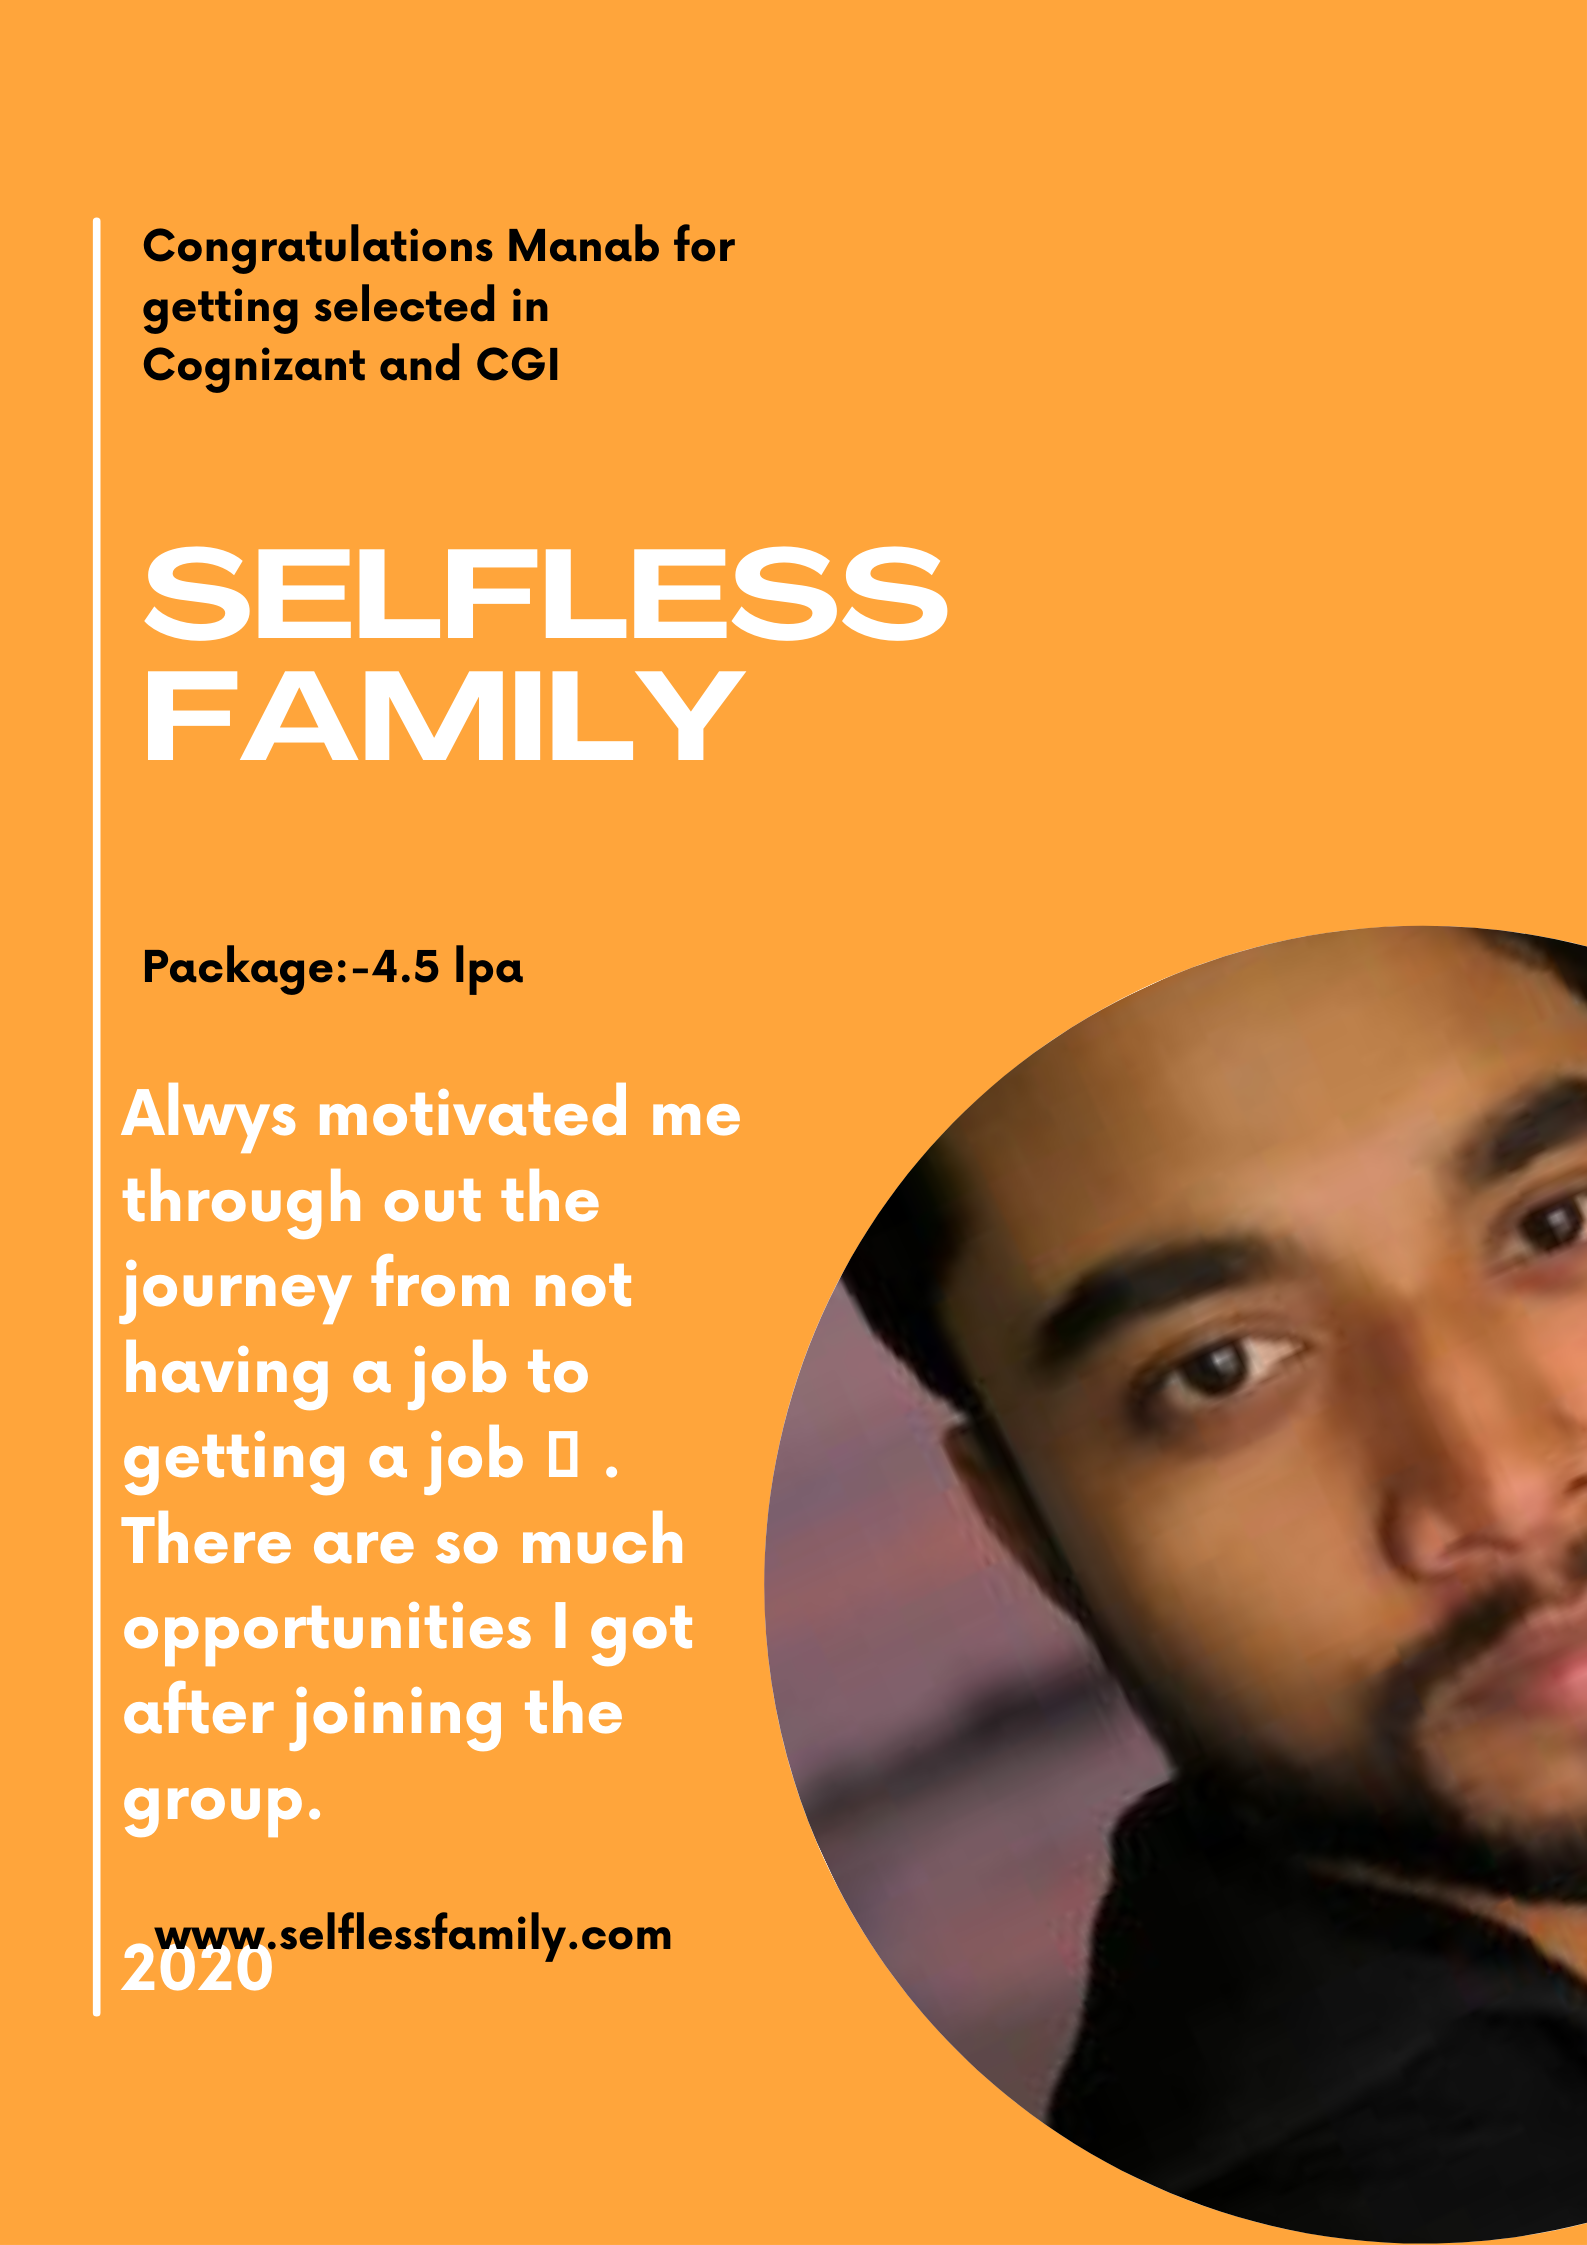 Congratulations Manab for
getting selected in
Cognizant and CGI
SELFLESS
FAMILY
Package:-4.5 lpa
Alwys motivated me
through out the
journey from not
having a job to
getting a job ▯ .
There are so much
opportunities I got
after joining the
group.
www.selflessfamily.com
2020